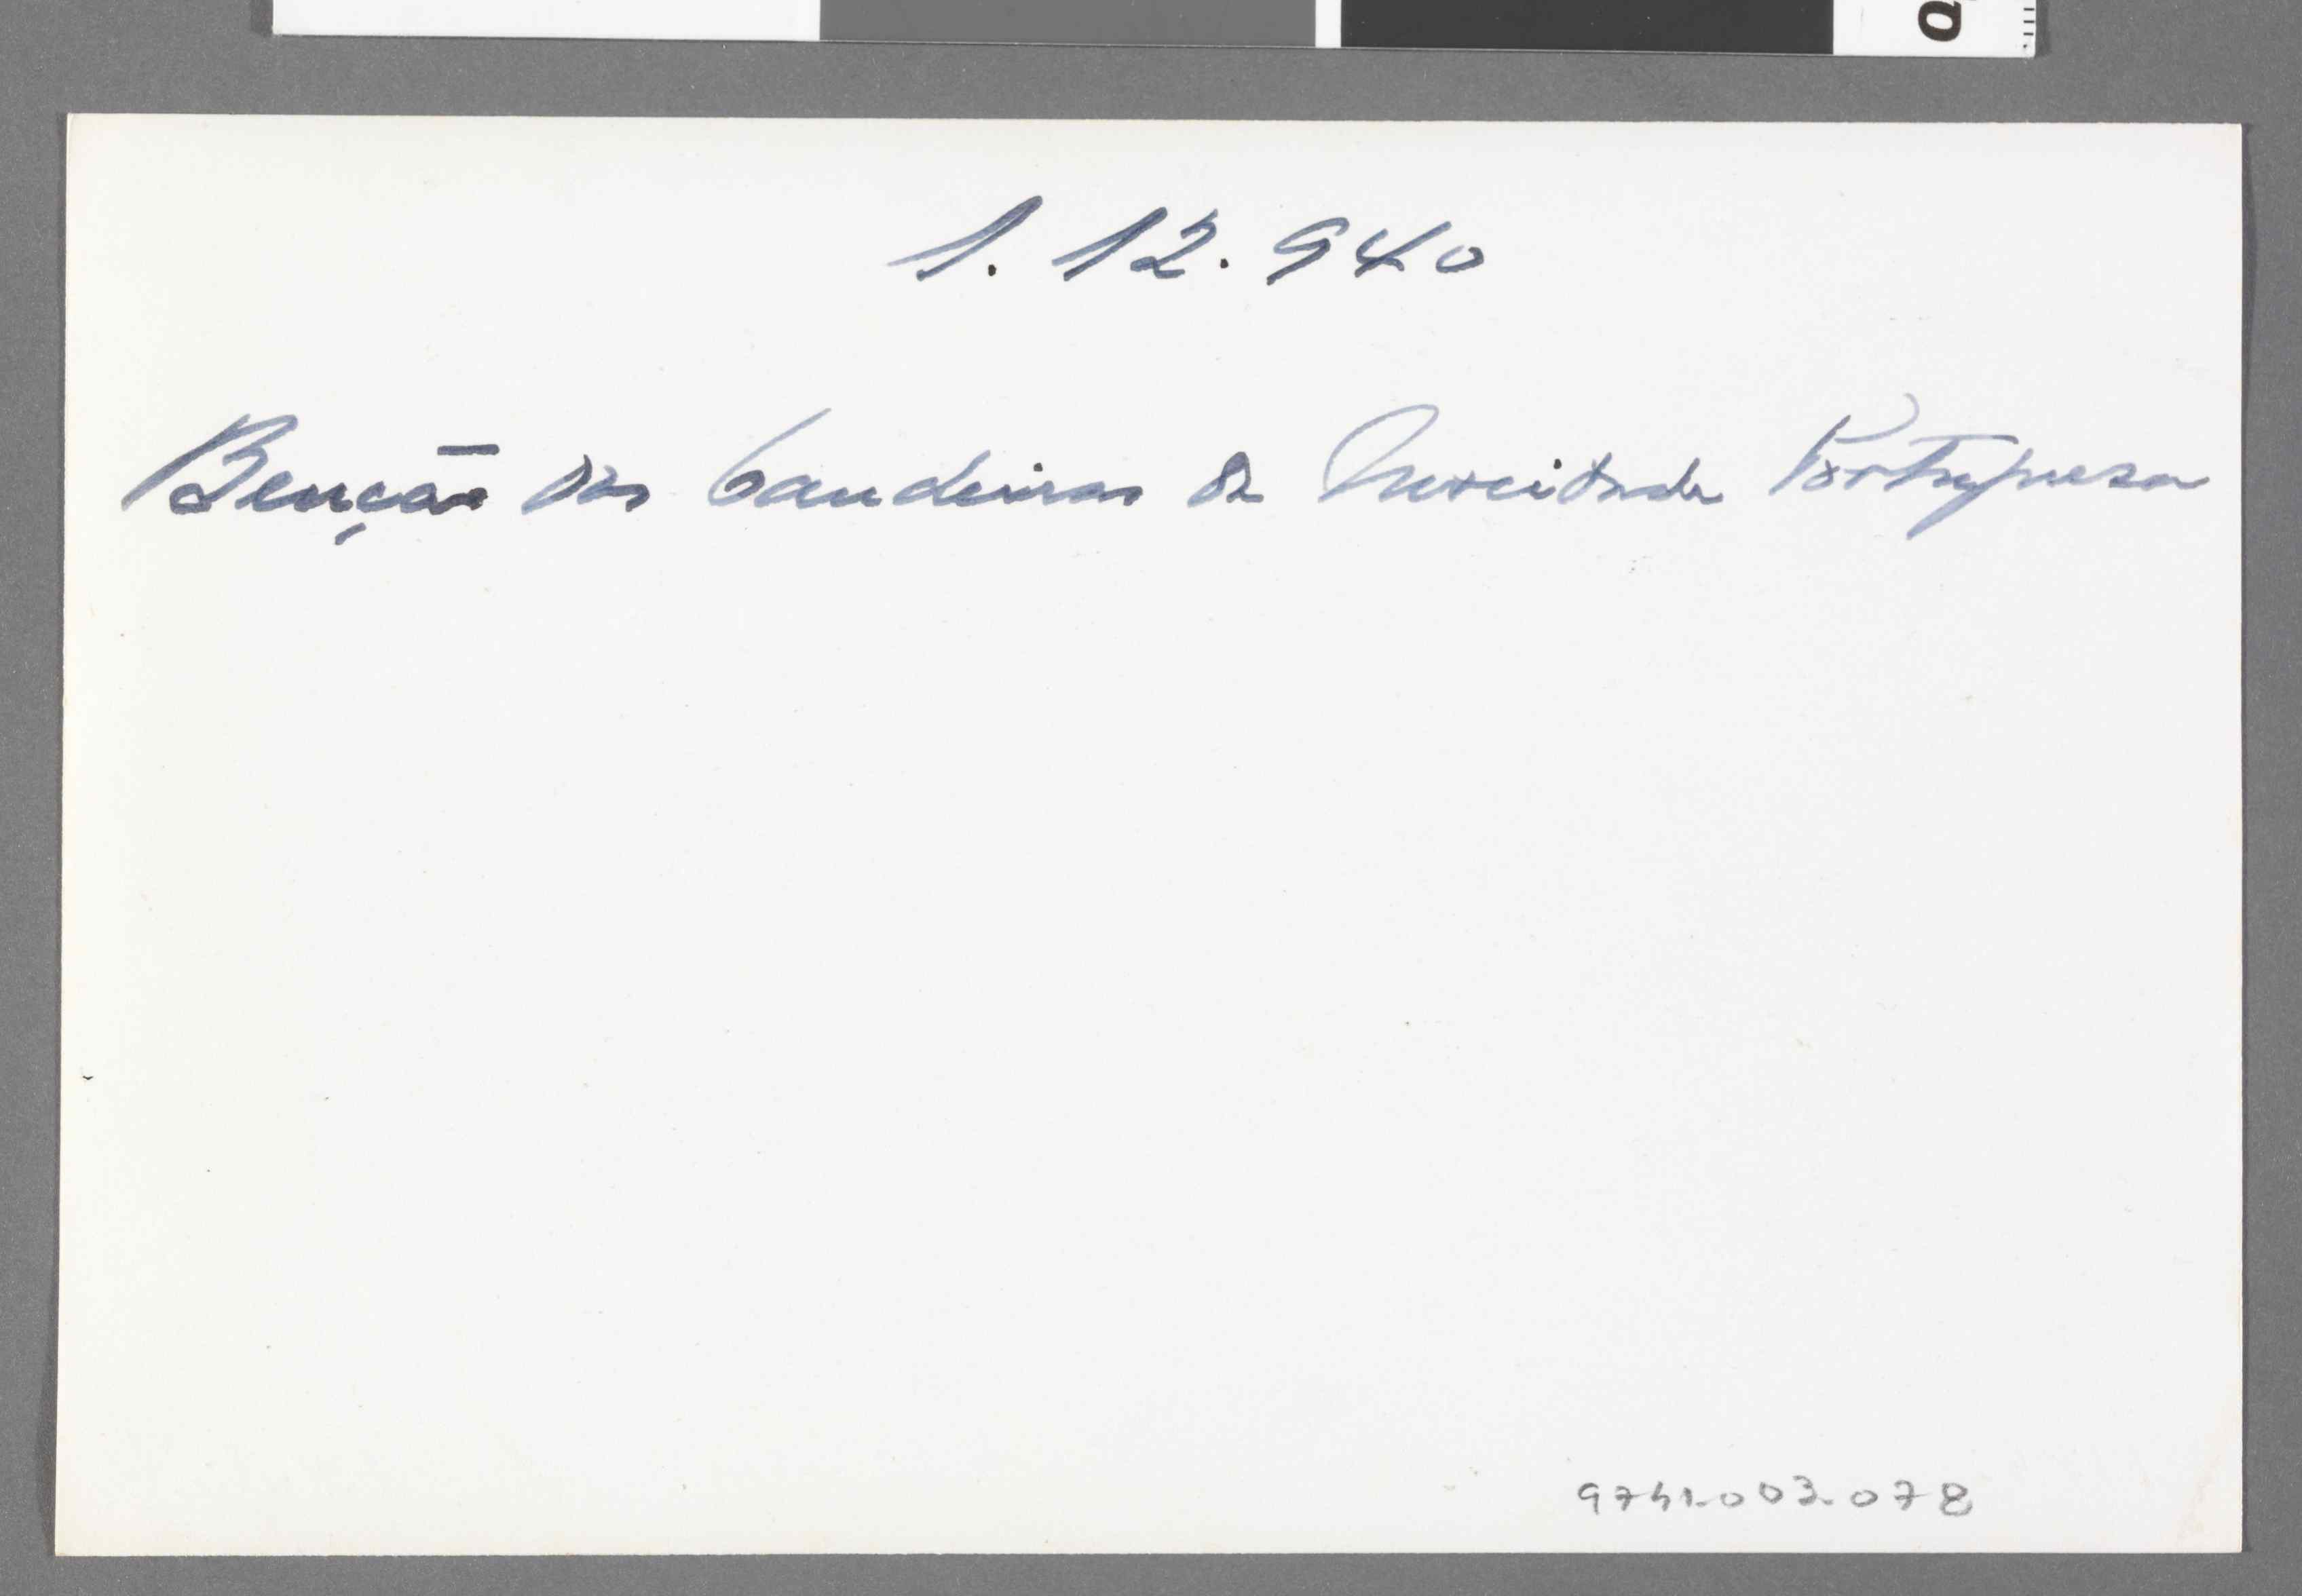 1.12.940
Benção das bandeiras da Mocidade Portuguesa
9741.003.078